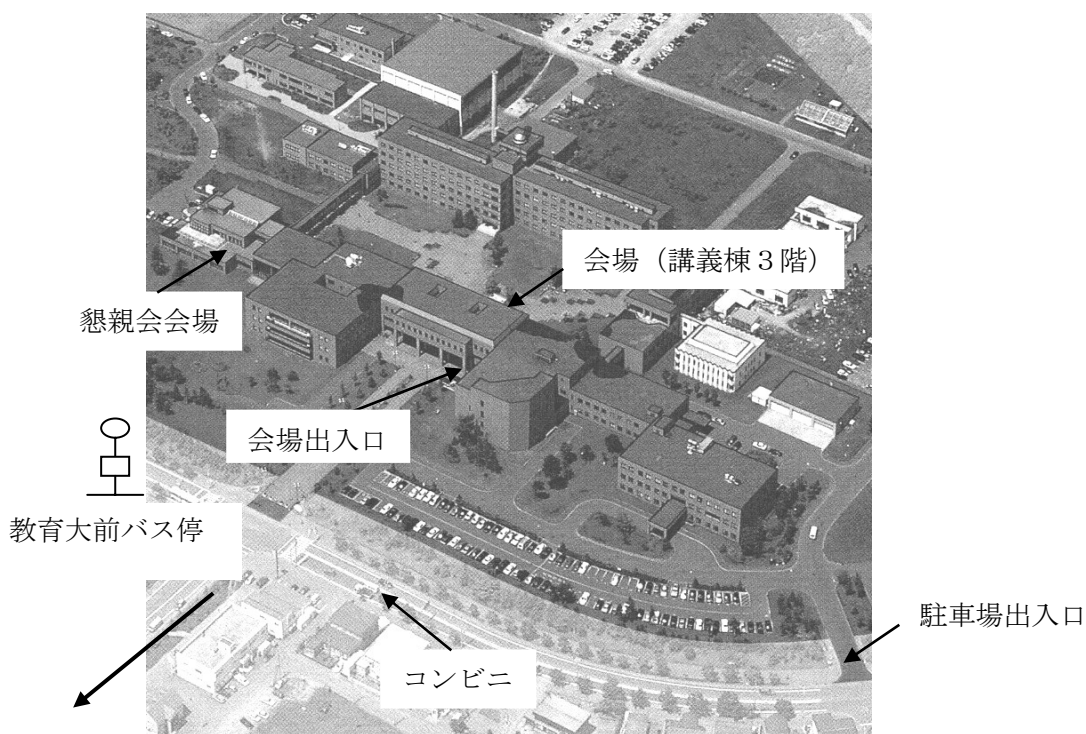 会場（講義棟３階）
懇親会会場
会場出入口
教育大前バス停
駐車場出入口
コンビニ